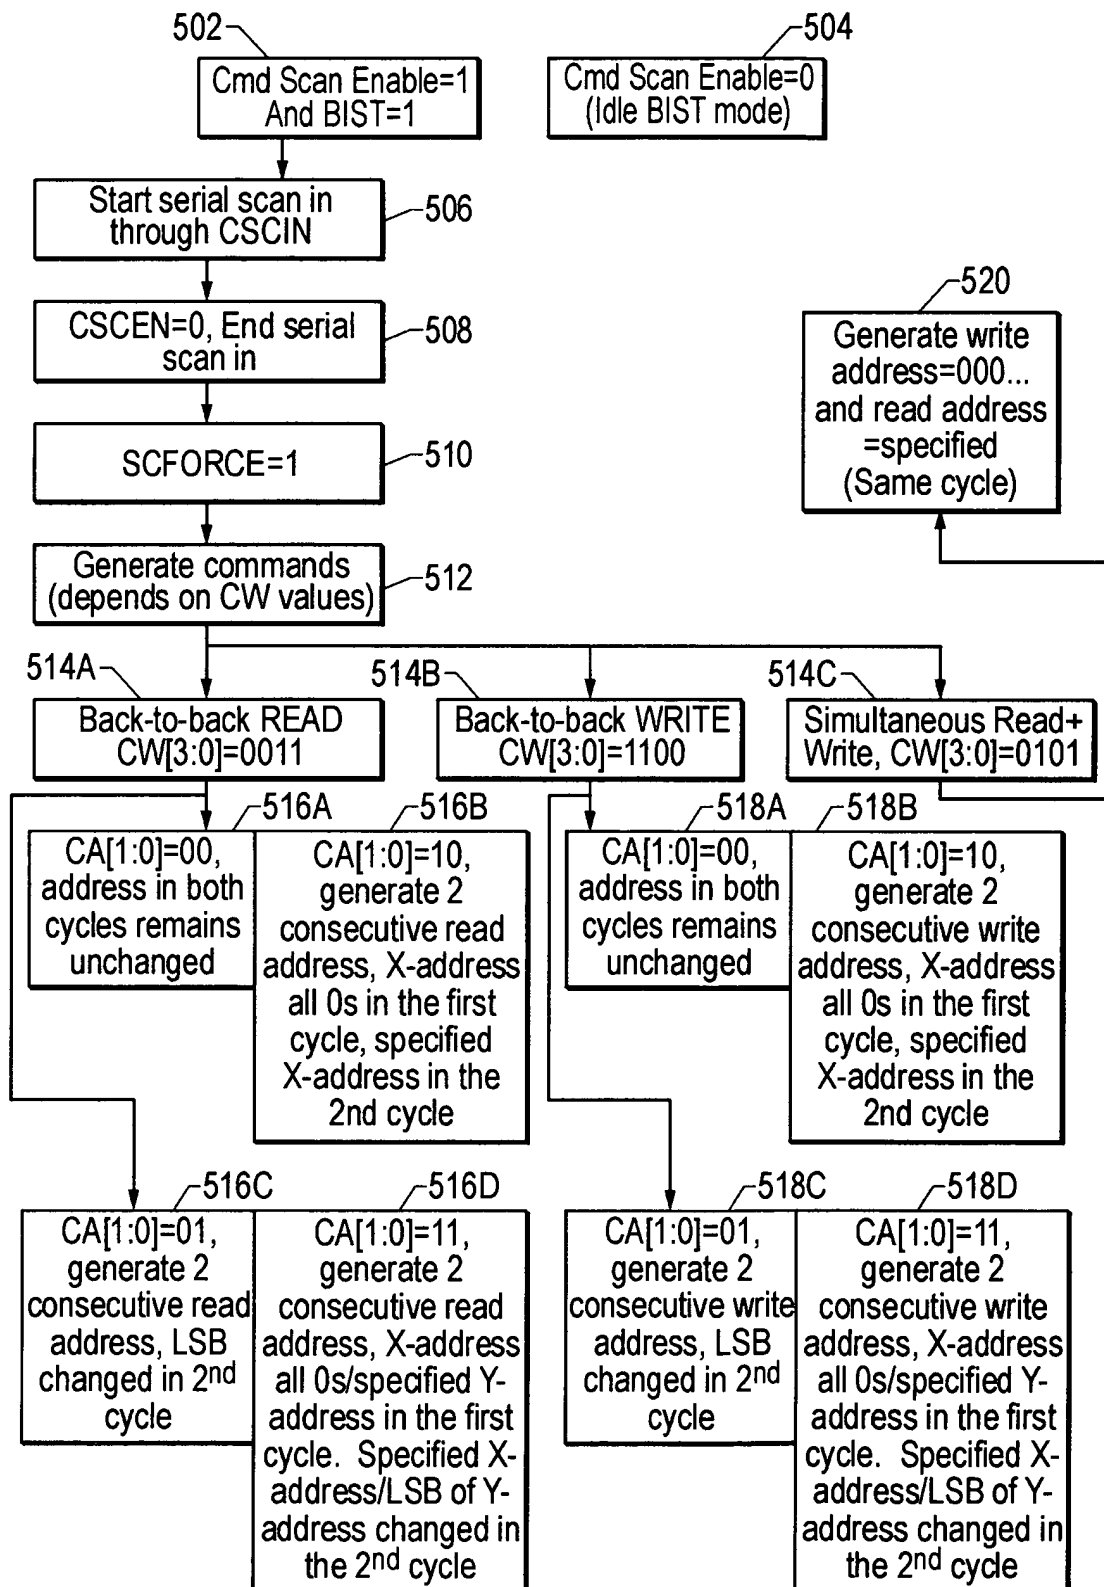 502
504
Cmd Scan Enable=1
And BIST=1
Cmd Scan Enable=0
(Idle BIST mode)
Start serial scan in
through CSCIN
506
CSCEN=0, End serial
scan in
508
520
Generate write
address=000...
and read address
=specified
(Same cycle)
SCFORCE=1
510
Generate commands
(depends on CW values)
512
514A
Back-to-back READ
CW[3:0]=0011
514B
Back-to-back WRITE
CW[3:0]=1100
514C
Simultaneous Read+
Write, CW[3:0]=0101
516A
CA[1:0]=00,
address in both
cycles remains
unchanged
516B
CA[1:0]=10,
generate 2
consecutive read
address, X-address
all 0s in the first
cycle, specified
X-address in the
2nd cycle
518A
CA[1:0]=00,
address in both
cycles remains
unchanged
518B
CA[1:0]=10,
generate 2
consecutive write
address, X-address
all 0s in the first
cycle, specified
X-address in the
2nd cycle
516C
CA[1:0]=01,
generate 2
consecutive read
address, LSB
changed in 2nd
cycle
516D
CA[1:0]=11,
generate 2
consecutive read
address, X-address
all 0s/specified Y-
address in the first
cycle. Specified X-
address/LSB of Y-
address changed in
the 2nd cycle
518C
CA[1:0]=01,
generate 2
consecutive write
address, LSB
changed in 2nd
cycle
518D
CA[1:0]=11,
generate 2
consecutive write
address, X-address
all 0s/specified Y-
address in the first
cycle. Specified X-
address/LSB of Y-
address changed in
the 2nd cycle